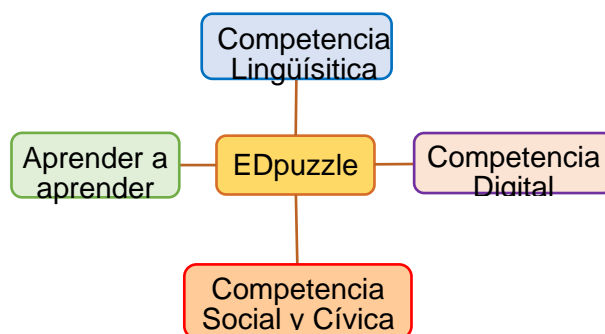 Competencia
Lingüísitica
Aprender a
aprender
EDpuzzle
Competencia
Digital
Competencia
Social y Cívica